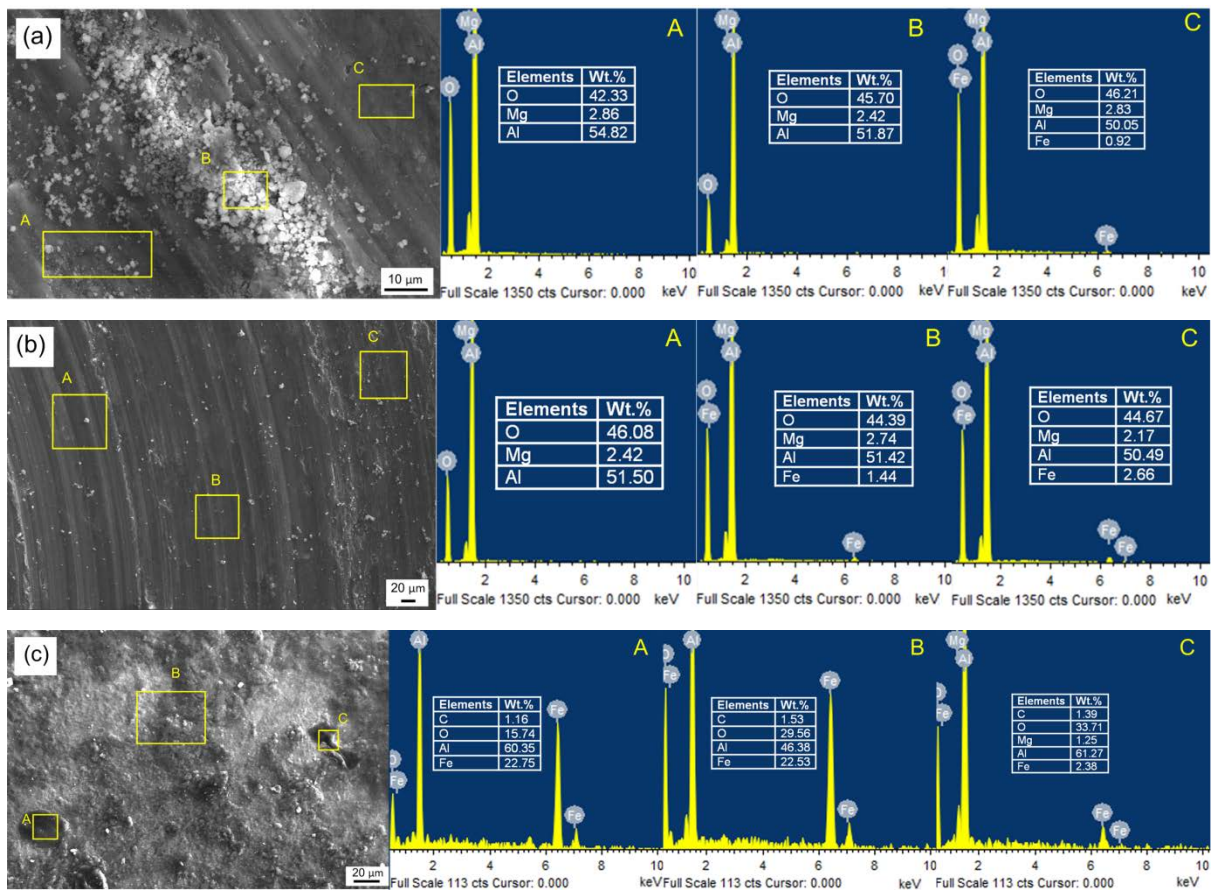 (a)
A
B
C
10 µm
A
Mg
Al
O
Elements Wt.%
O 42.33
Mg 2.86
Al 54.82
2 4 6 8 10
Full Scale 1350 cts Cursor: 0.000 keV
B
Mg
Al
O
Elements Wt.%
O 45.70
Mg 2.42
Al 51.87
2 4 6 8 1
Full Scale 1350 cts Cursor: 0.000 keV
C
Mg
O Al
Fe
Fe
Elements Wt.%
O 46.21
Mg 2.83
Al 50.05
Fe 0.92
2 4 6 8 10
Full Scale 1350 cts Cursor: 0.000 keV
(b)
A
B
C
20 µm
A
Mg
Al
O
Elements Wt.%
O 46.08
Mg 2.42
Al 51.50
2 4 6 8 10
Full Scale 1350 cts Cursor: 0.000 keV
B
Mg
Al
O
Fe
Fe
Elements Wt.%
O 44.39
Mg 2.74
Al 51.42
Fe 1.44
2 4 6 8 10
Full Scale 1350 cts Cursor: 0.000 keV
C
Mg
Al
O
Fe
Fe
Fe
Elements Wt.%
O 44.67
Mg 2.17
Al 50.49
Fe 2.66
2 4 6 8 10
Full Scale 1350 cts Cursor: 0.000 keV
(c)
A
B
C
20 µm
A
Al
O
Fe
Fe
Fe
Elements Wt.%
C 1.16
O 15.74
Al 60.35
Fe 22.75
2 4 6 8 10
Full Scale 113 cts Cursor: 0.000 keV
B
Al
O
Fe
Fe
Fe
Elements Wt.%
C 1.53
O 29.56
Al 46.38
Fe 22.53
2 4 6 8 10
Full Scale 113 cts Cursor: 0.000
C
Mg
Al
O
Fe
Fe
Fe
Elements Wt.%
C 1.39
O 33.71
Mg 1.25
Al 61.27
Fe 2.38
2 4 6 8 10
Full Scale 113 cts Cursor: 0.000 keV